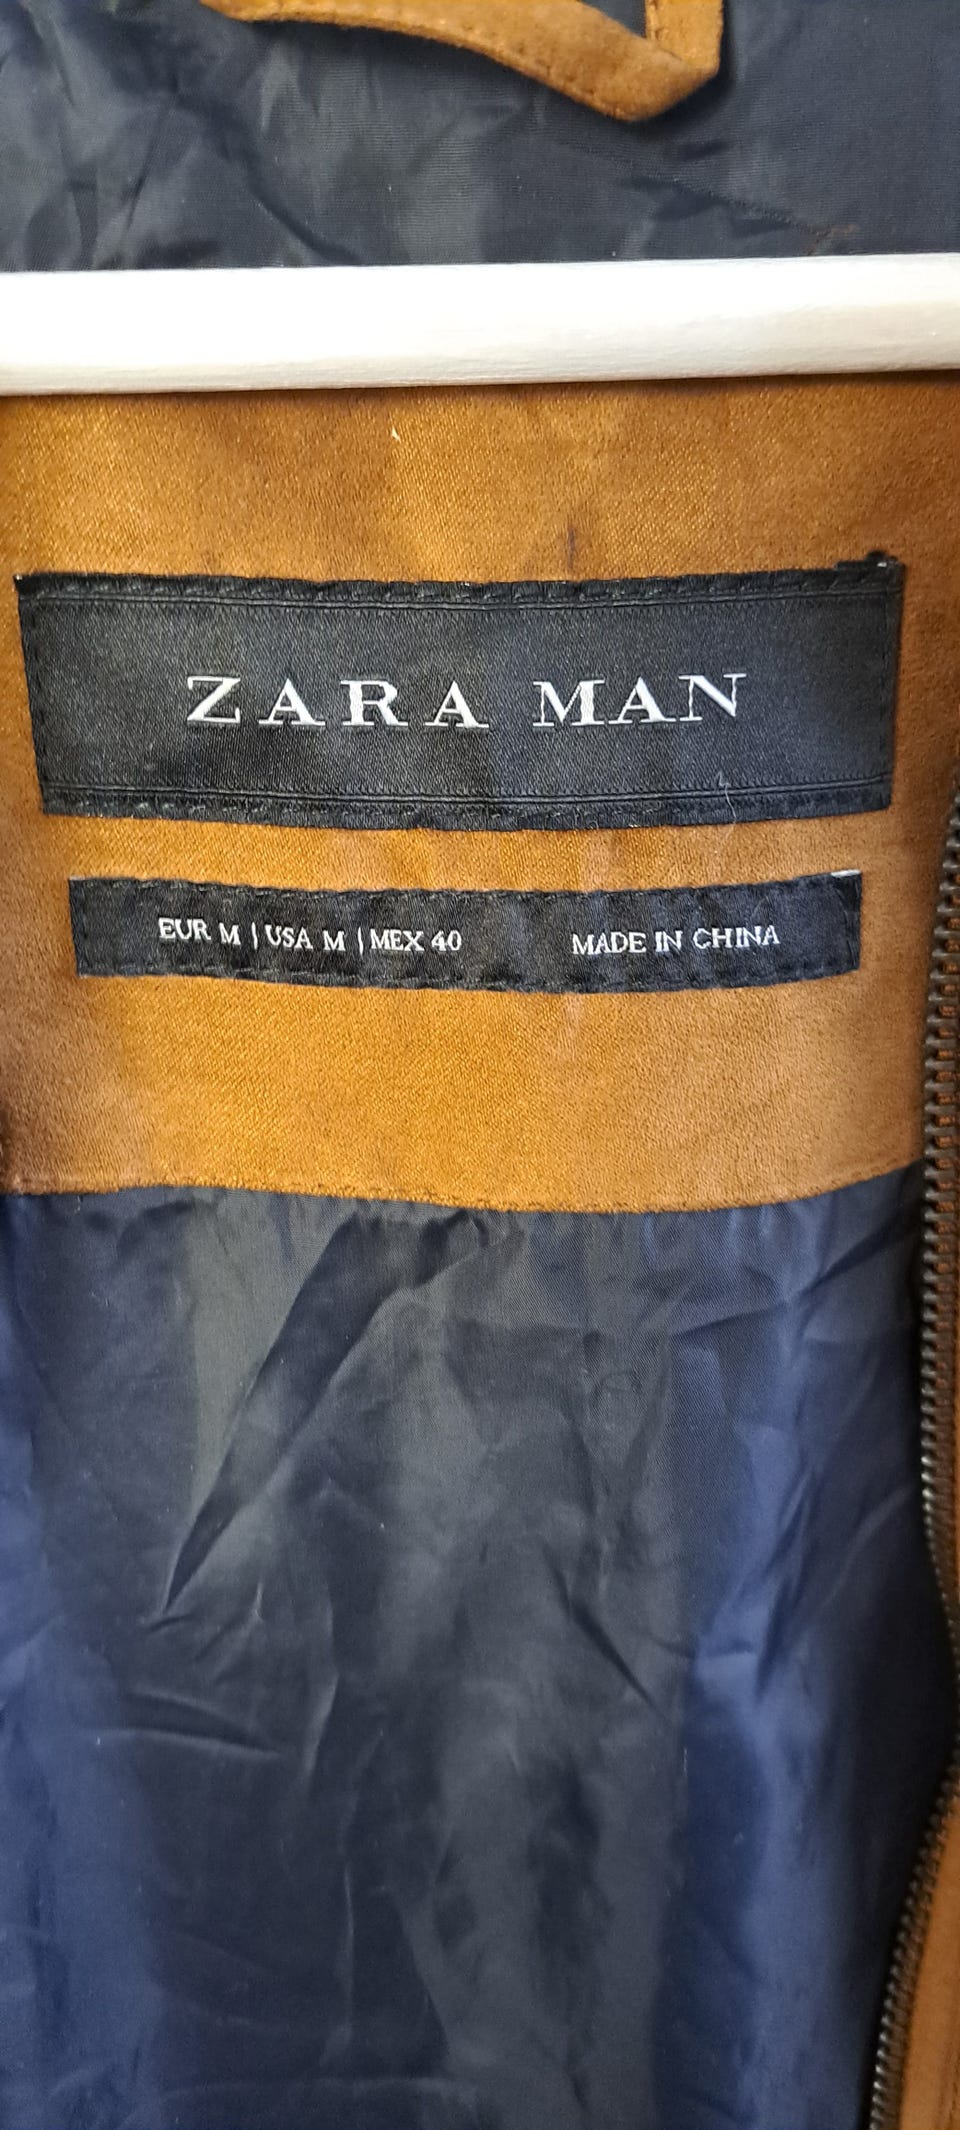 ZARA MAN
EUR M | USA M | MEX 40 MADE IN CHINA